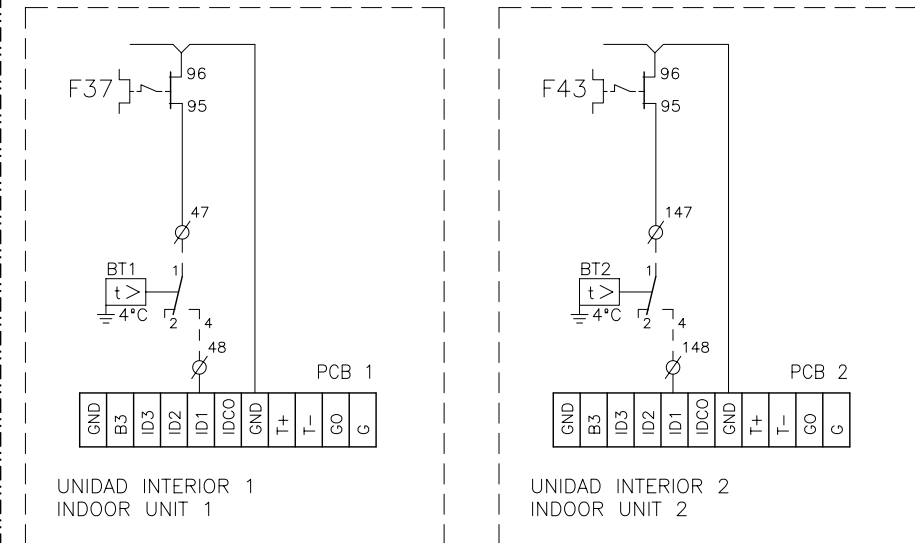 96
F37
95
47
BT1
1
t >
4°C
2
4
48
PCB 1
GND B3 ID3 ID2 ID1 IDCO GND T+ T- GO G
UNIDAD INTERIOR 1
INDOOR UNIT 1
96
F43
95
147
BT2
1
t >
4°C
2
4
148
PCB 2
GND B3 ID3 ID2 ID1 IDCO GND T+ T- GO G
UNIDAD INTERIOR 2
INDOOR UNIT 2